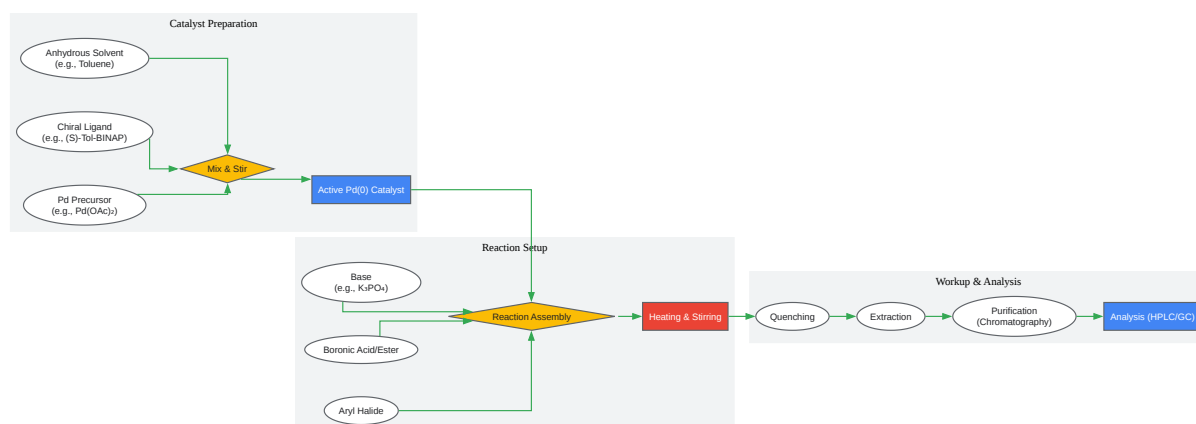 Catalyst Preparation
Anhydrous Solvent
(e.g., Toluene)
Chiral Ligand
(e.g., (S)-Tol-BINAP)
Mix & Stir
Pd Precursor
(e.g., Pd(OAc)₂)
Active Pd(0) Catalyst
Reaction Setup
Base
(e.g., K₃PO₄)
Reaction Assembly
Heating & Stirring
Boronic Acid/Ester
Aryl Halide
Workup & Analysis
Quenching
Extraction
Purification
(Chromatography)
Analysis (HPLC/GC)